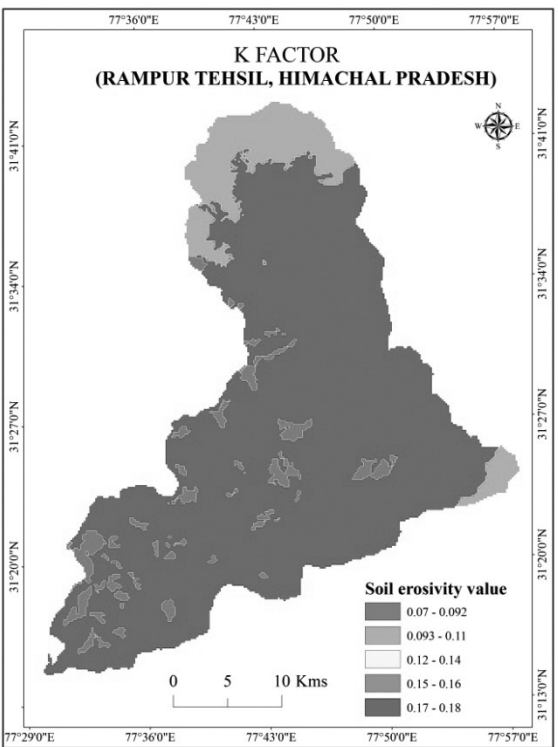 77°36'0"E 77°43'0"E 77°50'0"E 77°57'0"E
K FACTOR
(RAMPUR TEHSIL, HIMACHAL PRADESH)
N
W E
S
31°41'0"N 31°41'0"N
31°34'0"N 31°34'0"N
31°27'0"N 31°27'0"N
31°20'0"N 31°20'0"N
Soil erosivity value
0.07 - 0.092
0.093 - 0.11
0.12 - 0.14
0.15 - 0.16
0.17 - 0.18
0 5 10 Kms
31°13'0"N
77°29'0"E 77°36'0"E 77°43'0"E 77°50'0"E 77°57'0"E